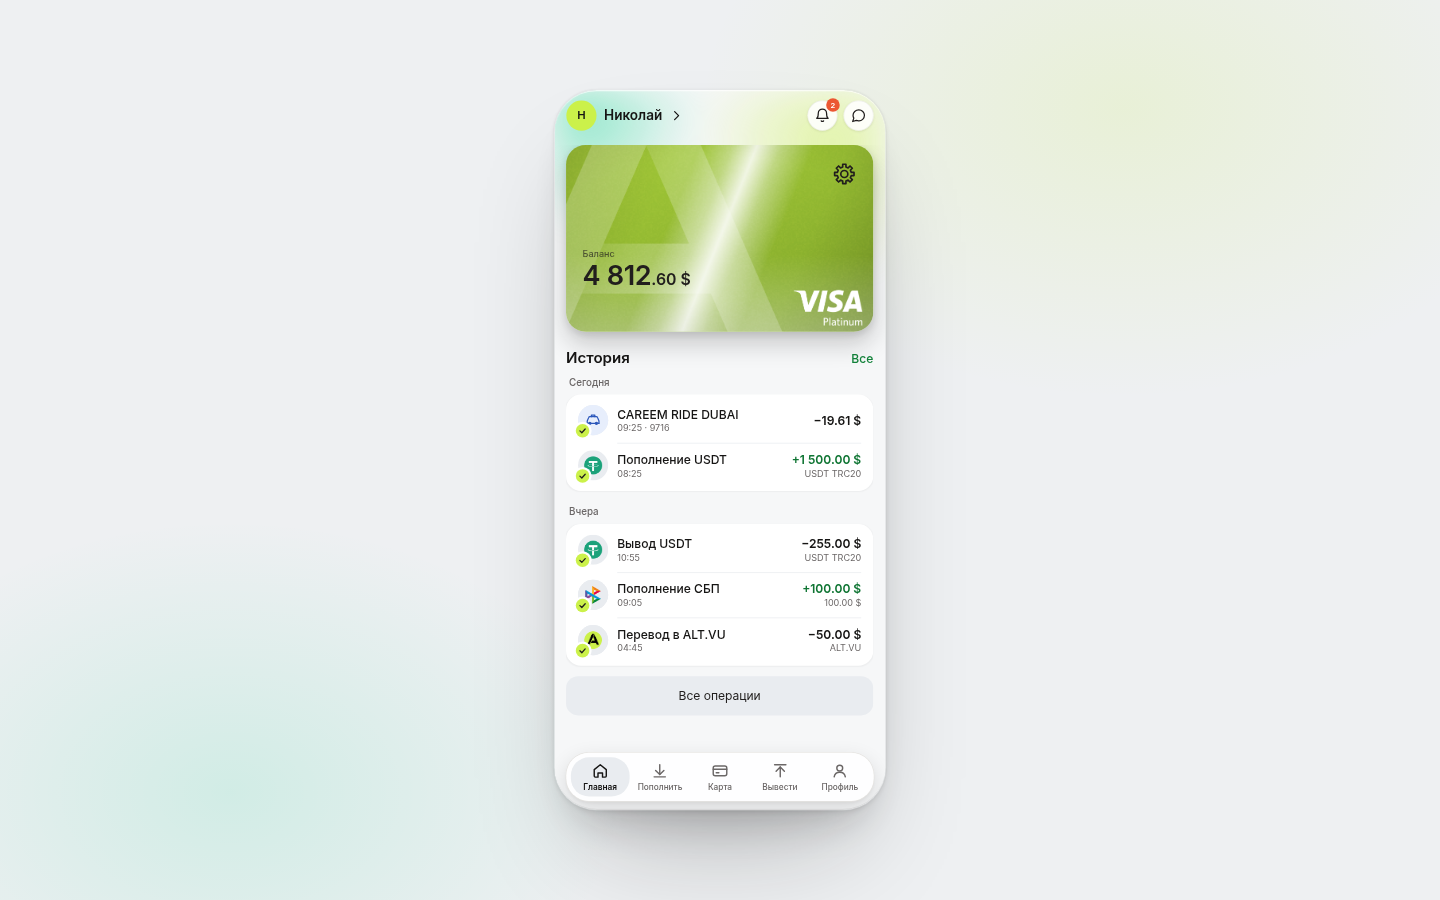 Н Николай
2
Баланс
4 812.60 $
VISA
Platinum
История Все
Сегодня
CAREEM RIDE DUBAI −19.61 $
09:25 · 9716
Пополнение USDT +1 500.00 $
08:25 USDT TRC20
Вчера
Вывод USDT −255.00 $
10:55 USDT TRC20
Пополнение СБП +100.00 $
09:05 100.00 $
Перевод в ALT.VU −50.00 $
04:45 ALT.VU
Все операции
Главная Пополнить Карта Вывести Профиль